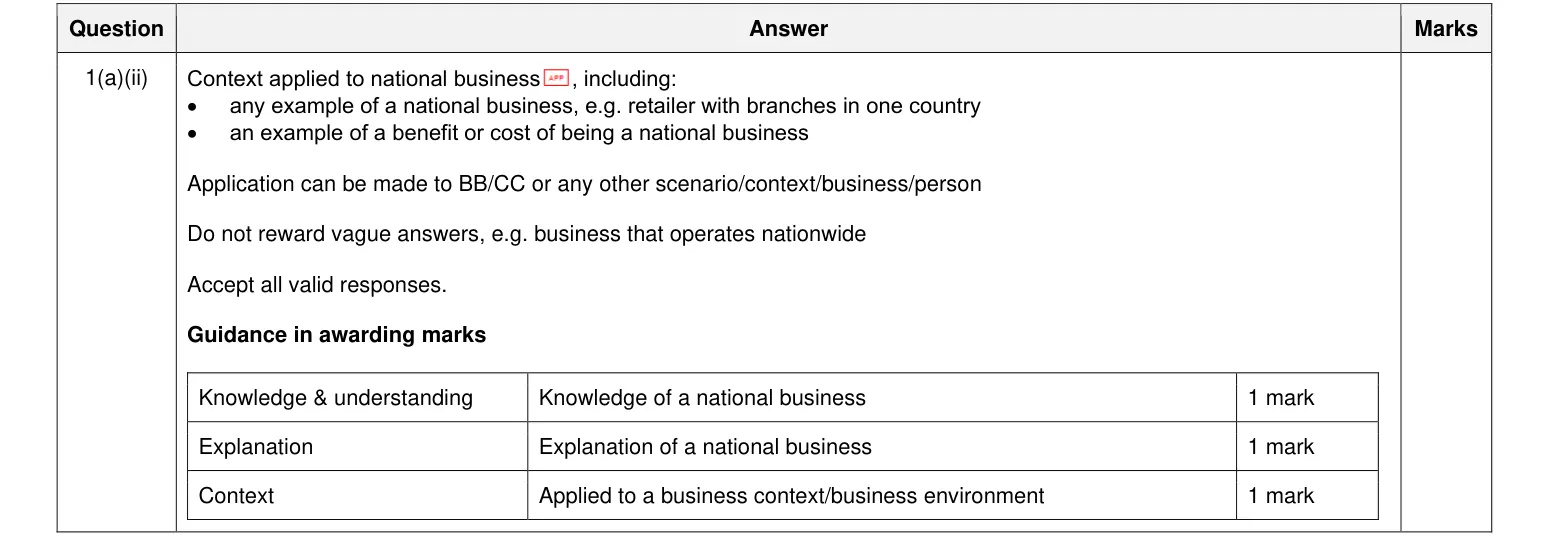 Question Answer Marks
1(a)(ii) Context applied to national business APP , including:
• any example of a national business, e.g. retailer with branches in one country
• an example of a benefit or cost of being a national business
Application can be made to BB/CC or any other scenario/context/business/person
Do not reward vague answers, e.g. business that operates nationwide
Accept all valid responses.
Guidance in awarding marks
Knowledge & understanding Knowledge of a national business 1 mark
Explanation Explanation of a national business 1 mark
Context Applied to a business context/business environment 1 mark